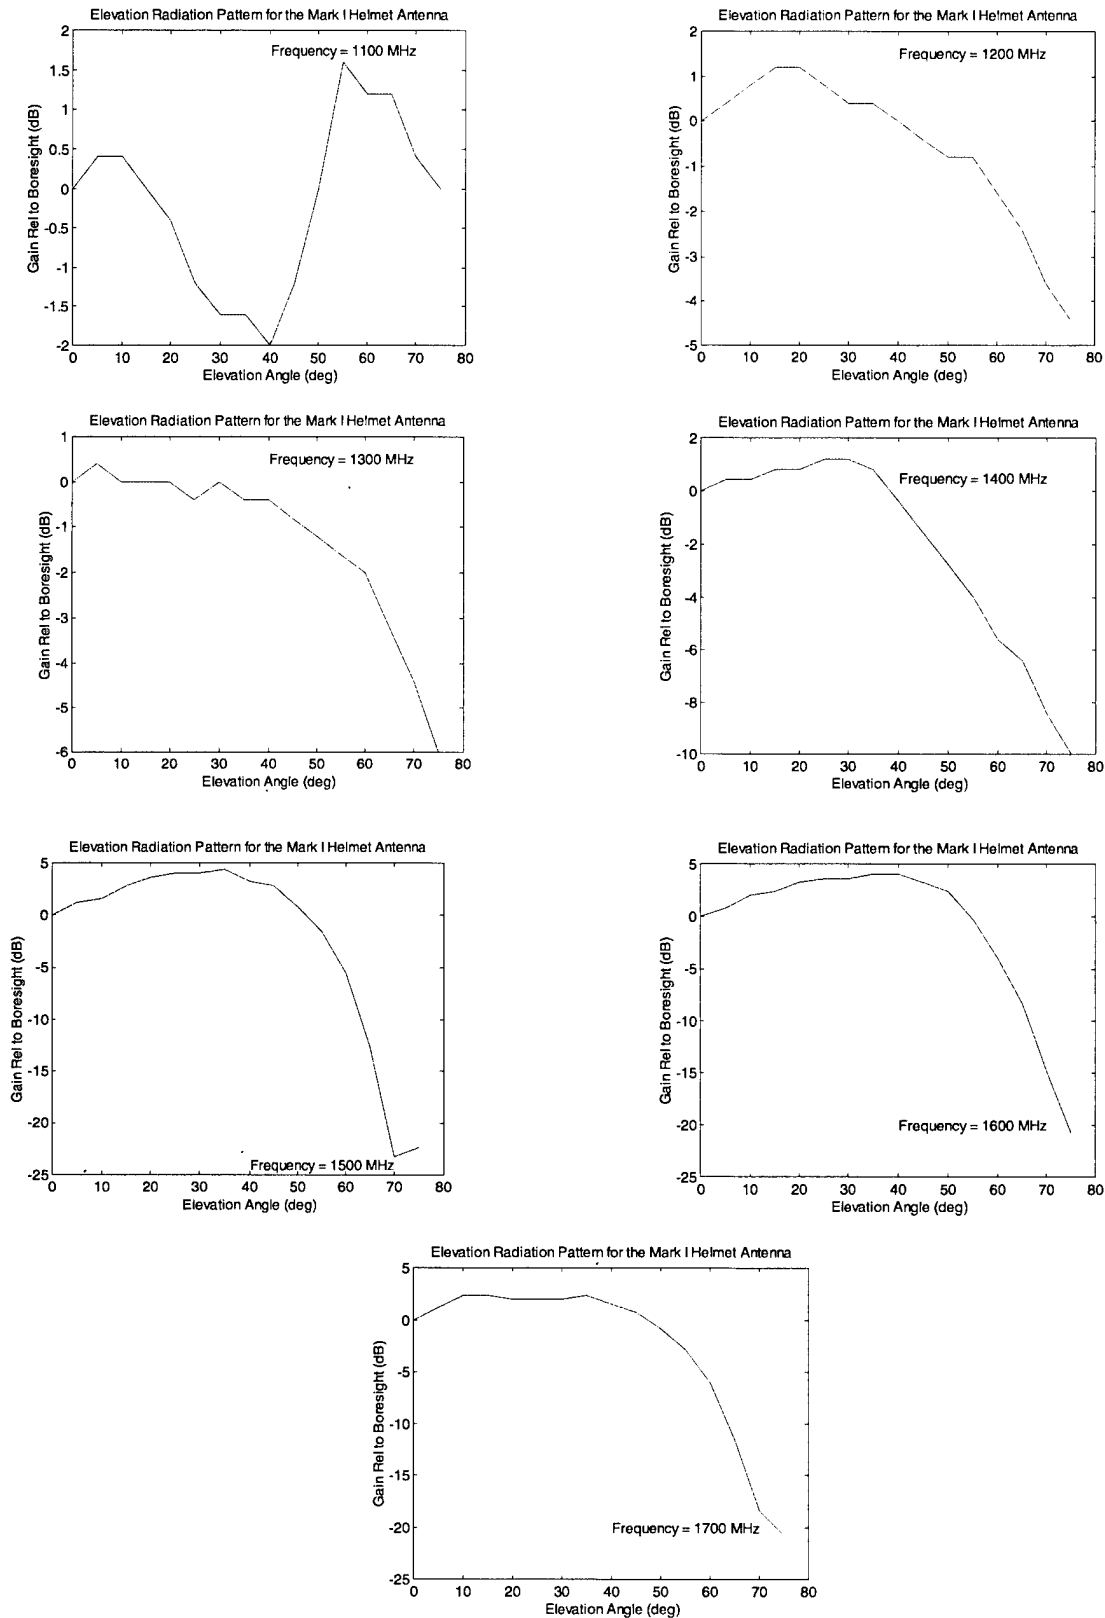 Elevation Radiation Pattern for the Mark I Helmet Antenna
Frequency = 1100 MHz
Gain Rel to Boresight (dB)
2
1.5
1
0.5
0
-0.5
-1
-1.5
-2
0 10 20 30 40 50 60 70 80
Elevation Angle (deg)
Elevation Radiation Pattern for the Mark I Helmet Antenna
Frequency = 1200 MHz
Gain Rel to Boresight (dB)
2
1
0
-1
-2
-3
-4
-5
0 10 20 30 40 50 60 70 80
Elevation Angle (deg)
Elevation Radiation Pattern for the Mark I Helmet Antenna
Frequency = 1300 MHz
Gain Rel to Boresight (dB)
1
0
-1
-2
-3
-4
-5
-6
0 10 20 30 40 50 60 70 80
Elevation Angle (deg)
Elevation Radiation Pattern for the Mark I Helmet Antenna
Frequency = 1400 MHz
Gain Rel to Boresight (dB)
2
0
-2
-4
-6
-8
-10
0 10 20 30 40 50 60 70 80
Elevation Angle (deg)
Elevation Radiation Pattern for the Mark I Helmet Antenna
Gain Rel to Boresight (dB)
5
0
-5
-10
-15
-20
-25
Frequency = 1500 MHz
0 10 20 30 40 50 60 70 80
Elevation Angle (deg)
Elevation Radiation Pattern for the Mark I Helmet Antenna
Gain Rel to Boresight (dB)
5
0
-5
-10
-15
-20
-25
Frequency = 1600 MHz
0 10 20 30 40 50 60 70 80
Elevation Angle (deg)
Elevation Radiation Pattern for the Mark I Helmet Antenna
Gain Rel to Boresight (dB)
5
0
-5
-10
-15
-20
-25
Frequency = 1700 MHz
0 10 20 30 40 50 60 70 80
Elevation Angle (deg)